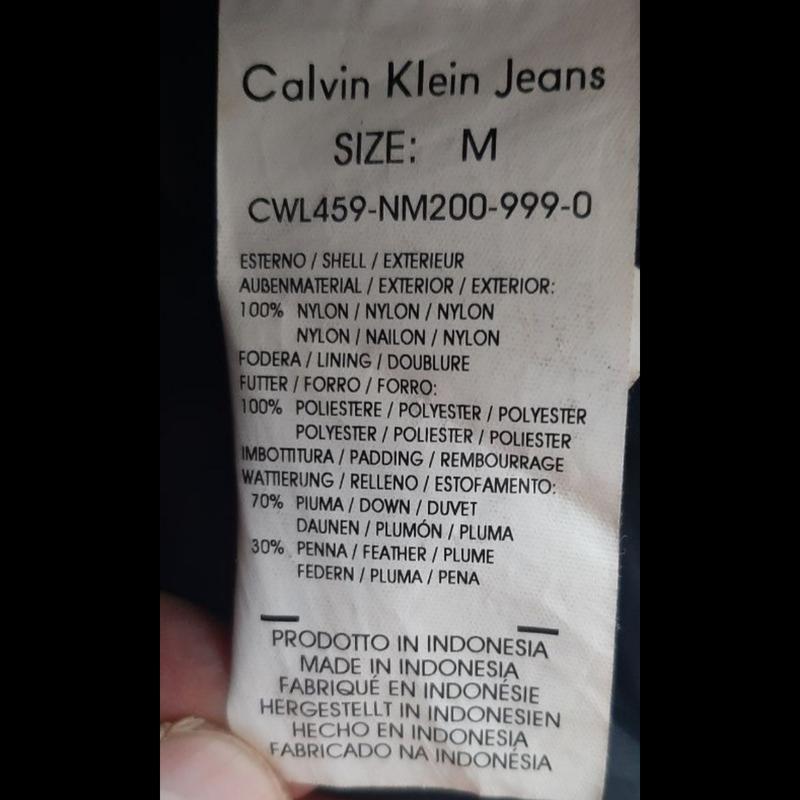 Calvin Klein Jeans
SIZE: M
CWL459-NM200-999-0
ESTERNO / SHELL / EXTERIEUR
AUBENMATERIAL / EXTERIOR / EXTERIOR:
100% NYLON / NYLON / NYLON
NYLON / NAILON / NYLON
FODERA / LINING / DOUBLURE
FUTTER / FORRO / FORRO:
100% POLIESTERE / POLYESTER / POLYESTER
POLYESTER / POLIESTER / POLIESTER
IMBOTTITURA / PADDING / REMBOURRAGE
WATTIERUNG / RELLENO / ESTOFAMENTO:
70% PIUMA / DOWN / DUVET
DAUNEN / PLUMÓN / PLUMA
30% PENNA / FEATHER / PLUME
FEDERN / PLUMA / PENA
PRODOTTO IN INDONESIA
MADE IN INDONESIA
FABRIQUÉ EN INDONÉSIE
HERGESTELLT IN INDONESIEN
HECHO EN INDONESIA
FABRICADO NA INDONÉSIA